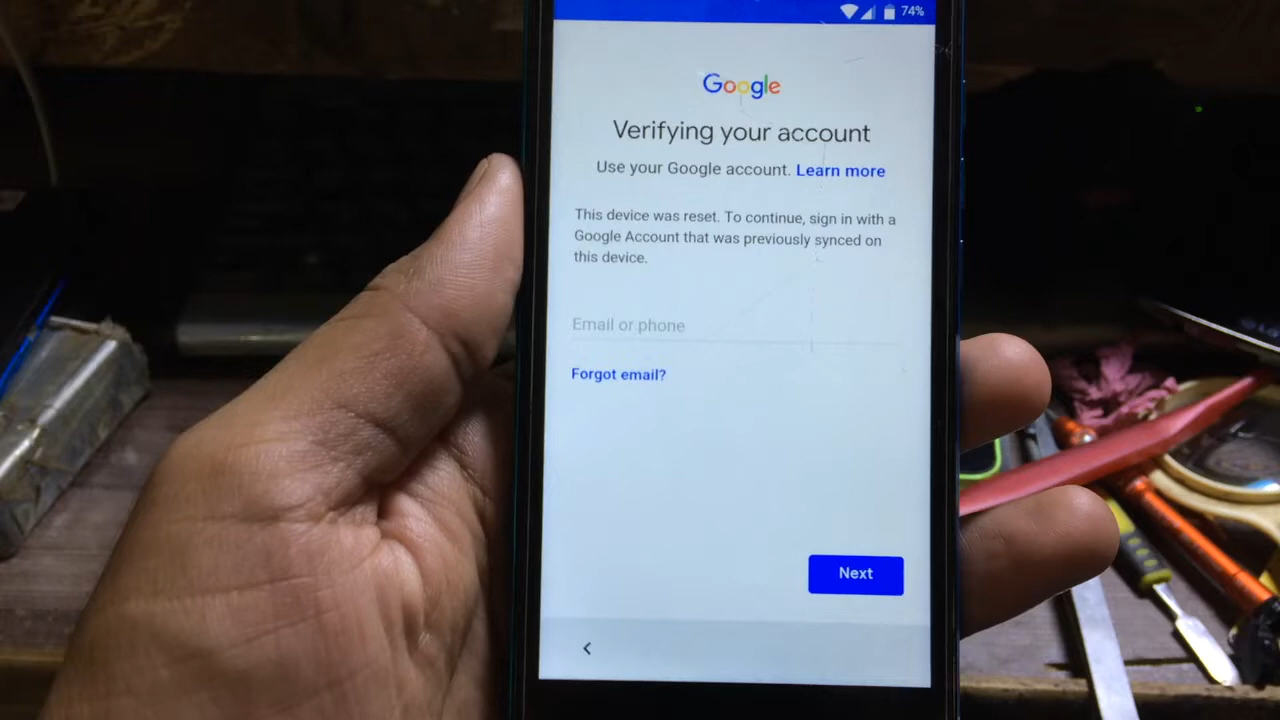 74%
Google
Verifying your account
Use your Google account. Learn more
This device was reset. To continue, sign in with a
Google Account that was previously synced on
this device.
Email or phone
Forgot email?
Next